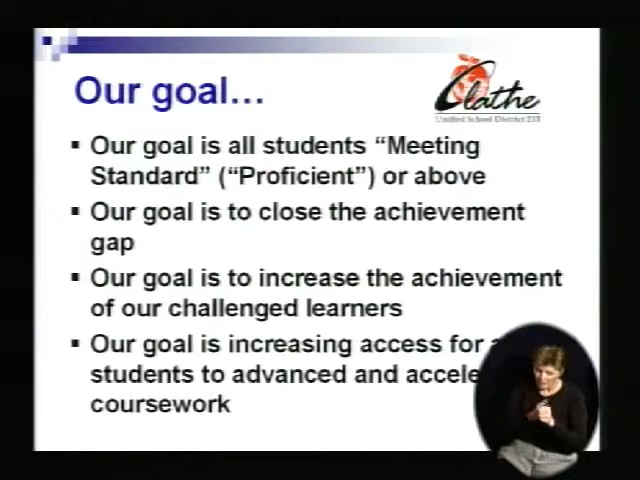 Our goal…
Olathe
Unified School District 233
▪ Our goal is all students “Meeting
Standard” (“Proficient”) or above
▪ Our goal is to close the achievement
gap
▪ Our goal is to increase the achievement
of our challenged learners
▪ Our goal is increasing access for
students to advanced and accele
coursework